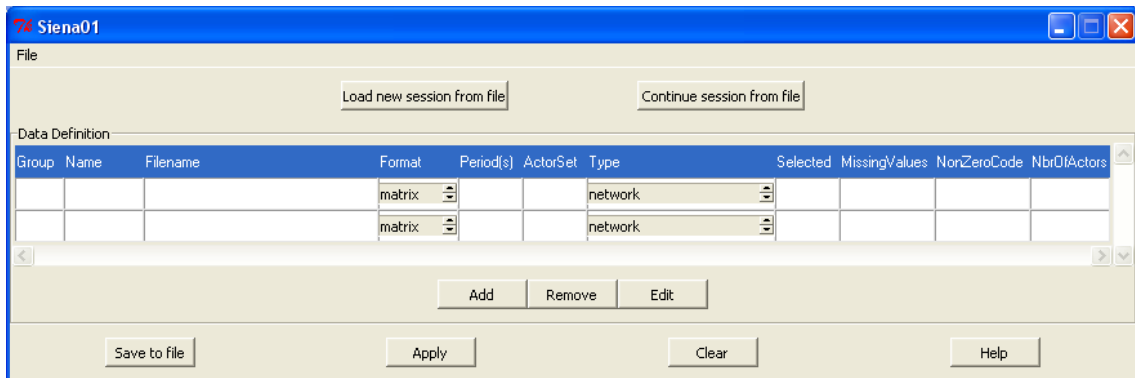 Siena01
File
Load new session from file Continue session from file
Data Definition
Group Name Filename Format Period(s) ActorSet Type Selected MissingValues NonZeroCode NbrOfActors
matrix network
matrix network
Add Remove Edit
Save to file Apply Clear Help